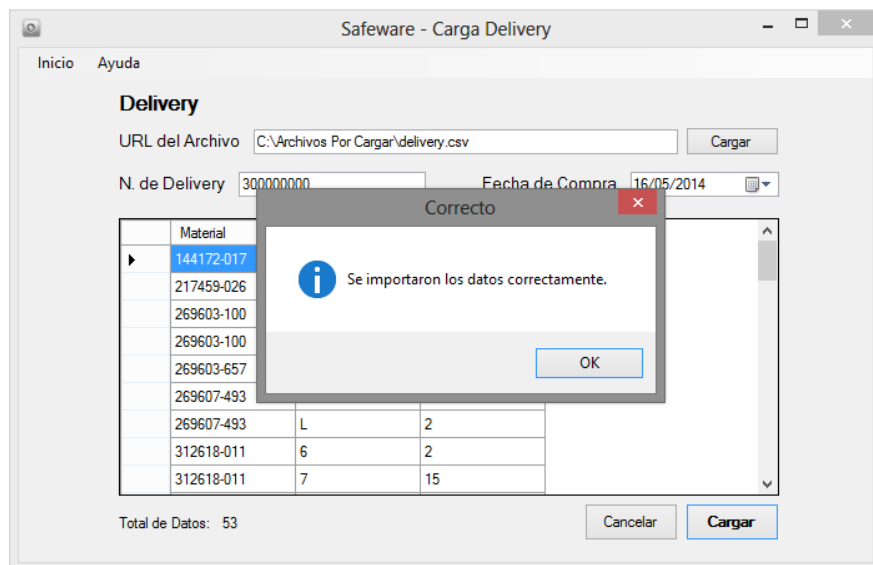 Safeware - Carga Delivery
Inicio Ayuda
Delivery
URL del Archivo C:\Archivos Por Cargar\delivery.csv Cargar
N. de Delivery 300000000 Fecha de Compra 16/05/2014
Correcto
Material
144172-017
Se importaron los datos correctamente.
217459-026
269603-100
269603-100
OK
269603-657
269607-493
269607-493 L 2
312618-011 6 2
312618-011 7 15
Total de Datos: 53 Cancelar Cargar